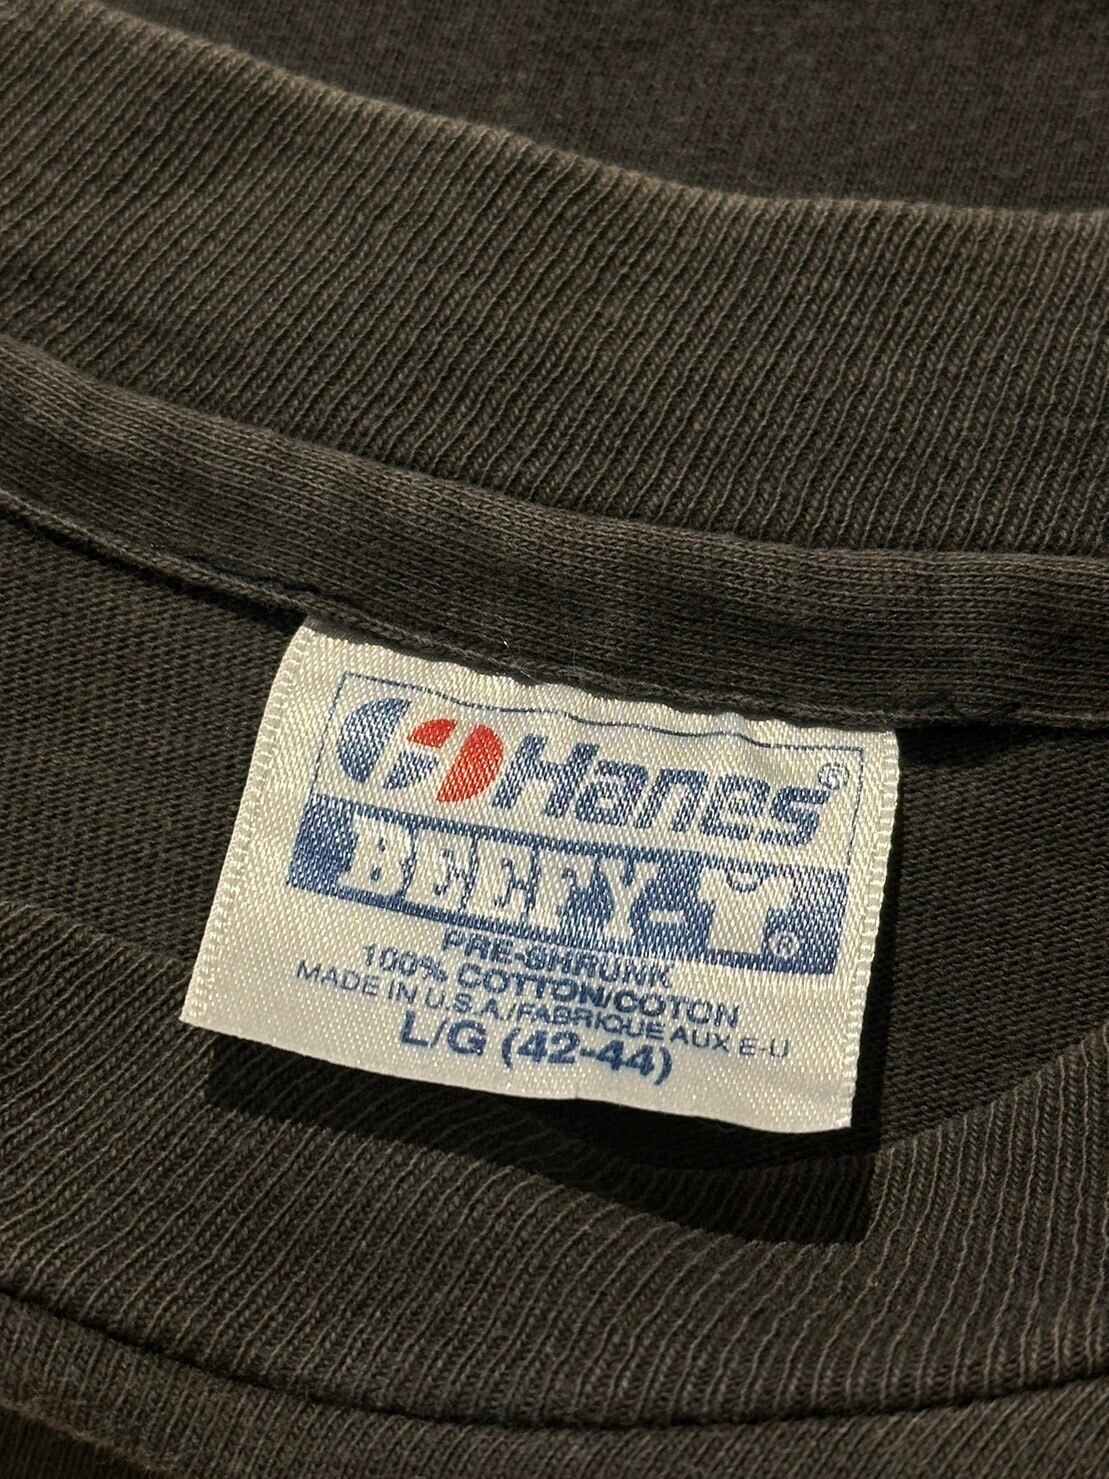 Hanes®
BEEFY-T®
PRE-SHRUNK
100% COTTON/COTON
MADE IN U.S.A./FABRIQUE AUX E-U
L/G (42-44)